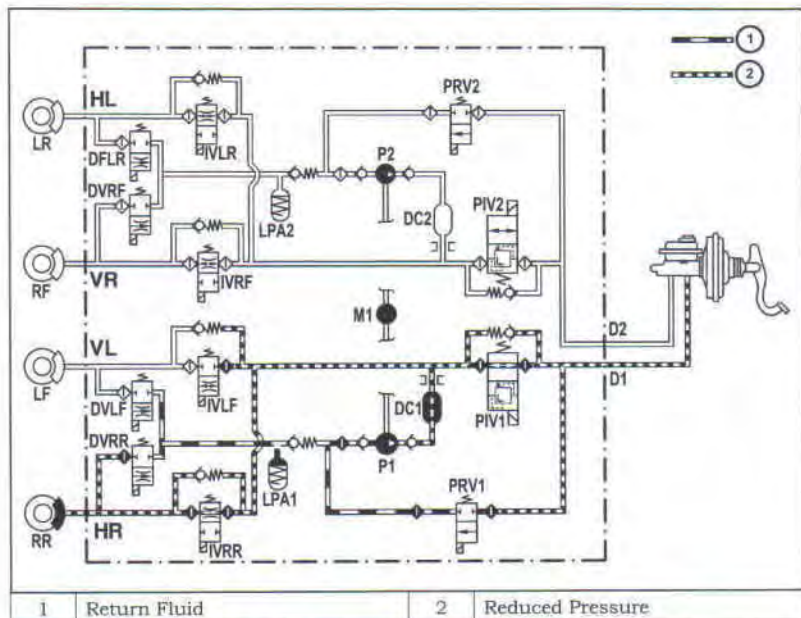 1
2
HL
PRV2
LR
DFLR
IVLR
P2
DVRF
LPA2
DC2
PIV2
RF
VR
IVRF
M1
D2
VL
D1
LF
DVLF
IVLF
DC1
PIV1
DVRR
P1
LPA1
PRV1
RR
HR
IVRR
1 Return Fluid 2 Reduced Pressure